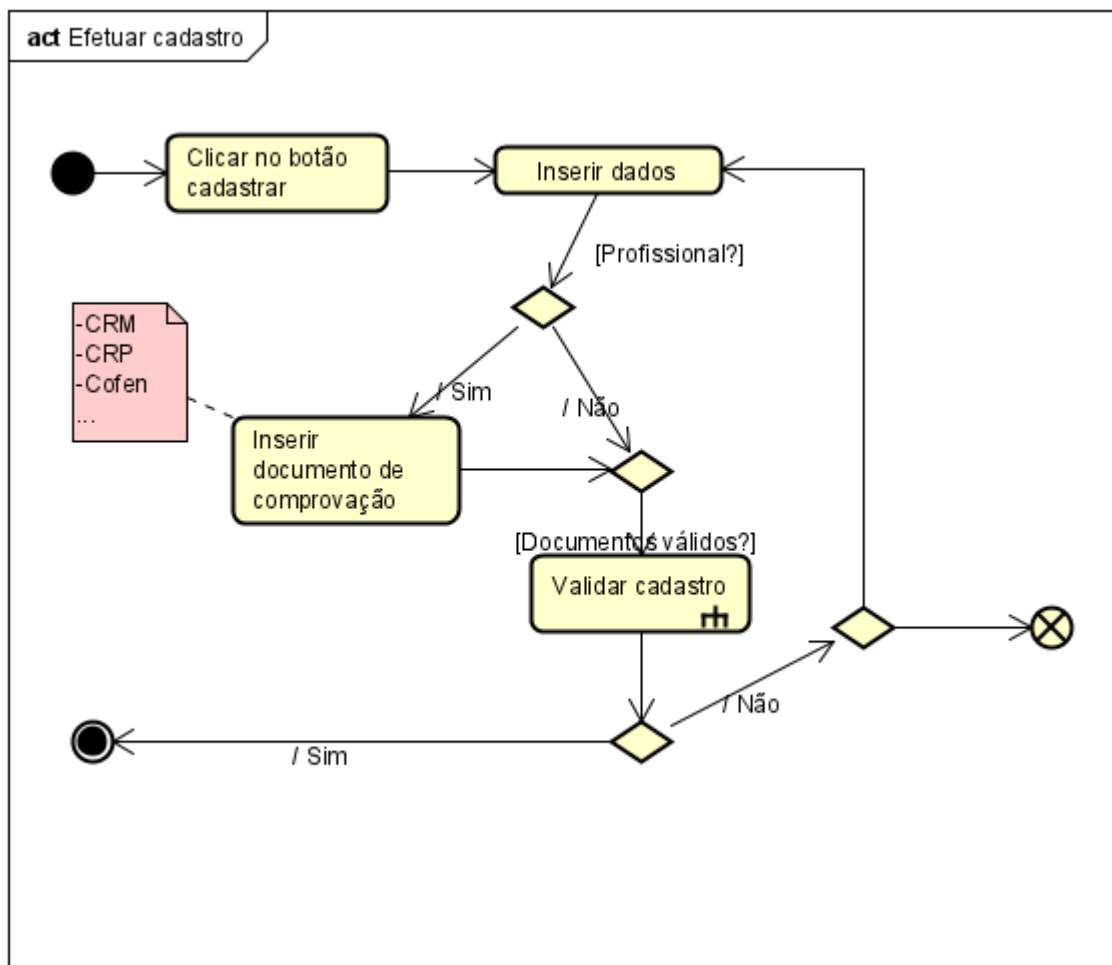 act Efetuar cadastro
Clicar no botão
cadastrar
Inserir dados
[Profissional?]
-CRM
-CRP
-Cofen
...
/ Sim
/ Não
Inserir
documento de
comprovação
[Documentos válidos?]
Validar cadastro
/ Não
/ Sim